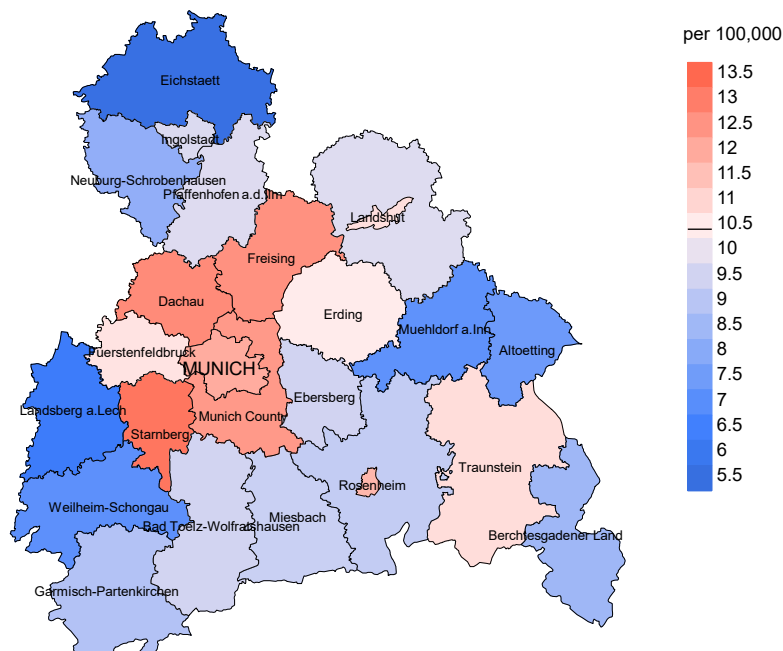 per 100,000
13.5
13
12.5
12
11.5
11
10.5
10
9.5
9
8.5
8
7.5
7
6.5
6
5.5
Eichstaett
Ingolstadt
Neuburg-Schrobenhausen
Pfaffenhofen a.d.Ilm
Landshut
Freising
Dachau
Erding
Muehldorf a.Inn
Altoetting
Fuerstenfeldbruck
MUNICH
Ebersberg
Landsberg a.Lech
Munich County
Starnberg
Traunstein
Rosenheim
Weilheim-Schongau
Miesbach
Bad Toelz-Wolfratshausen
Berchtesgadener Land
Garmisch-Partenkirchen